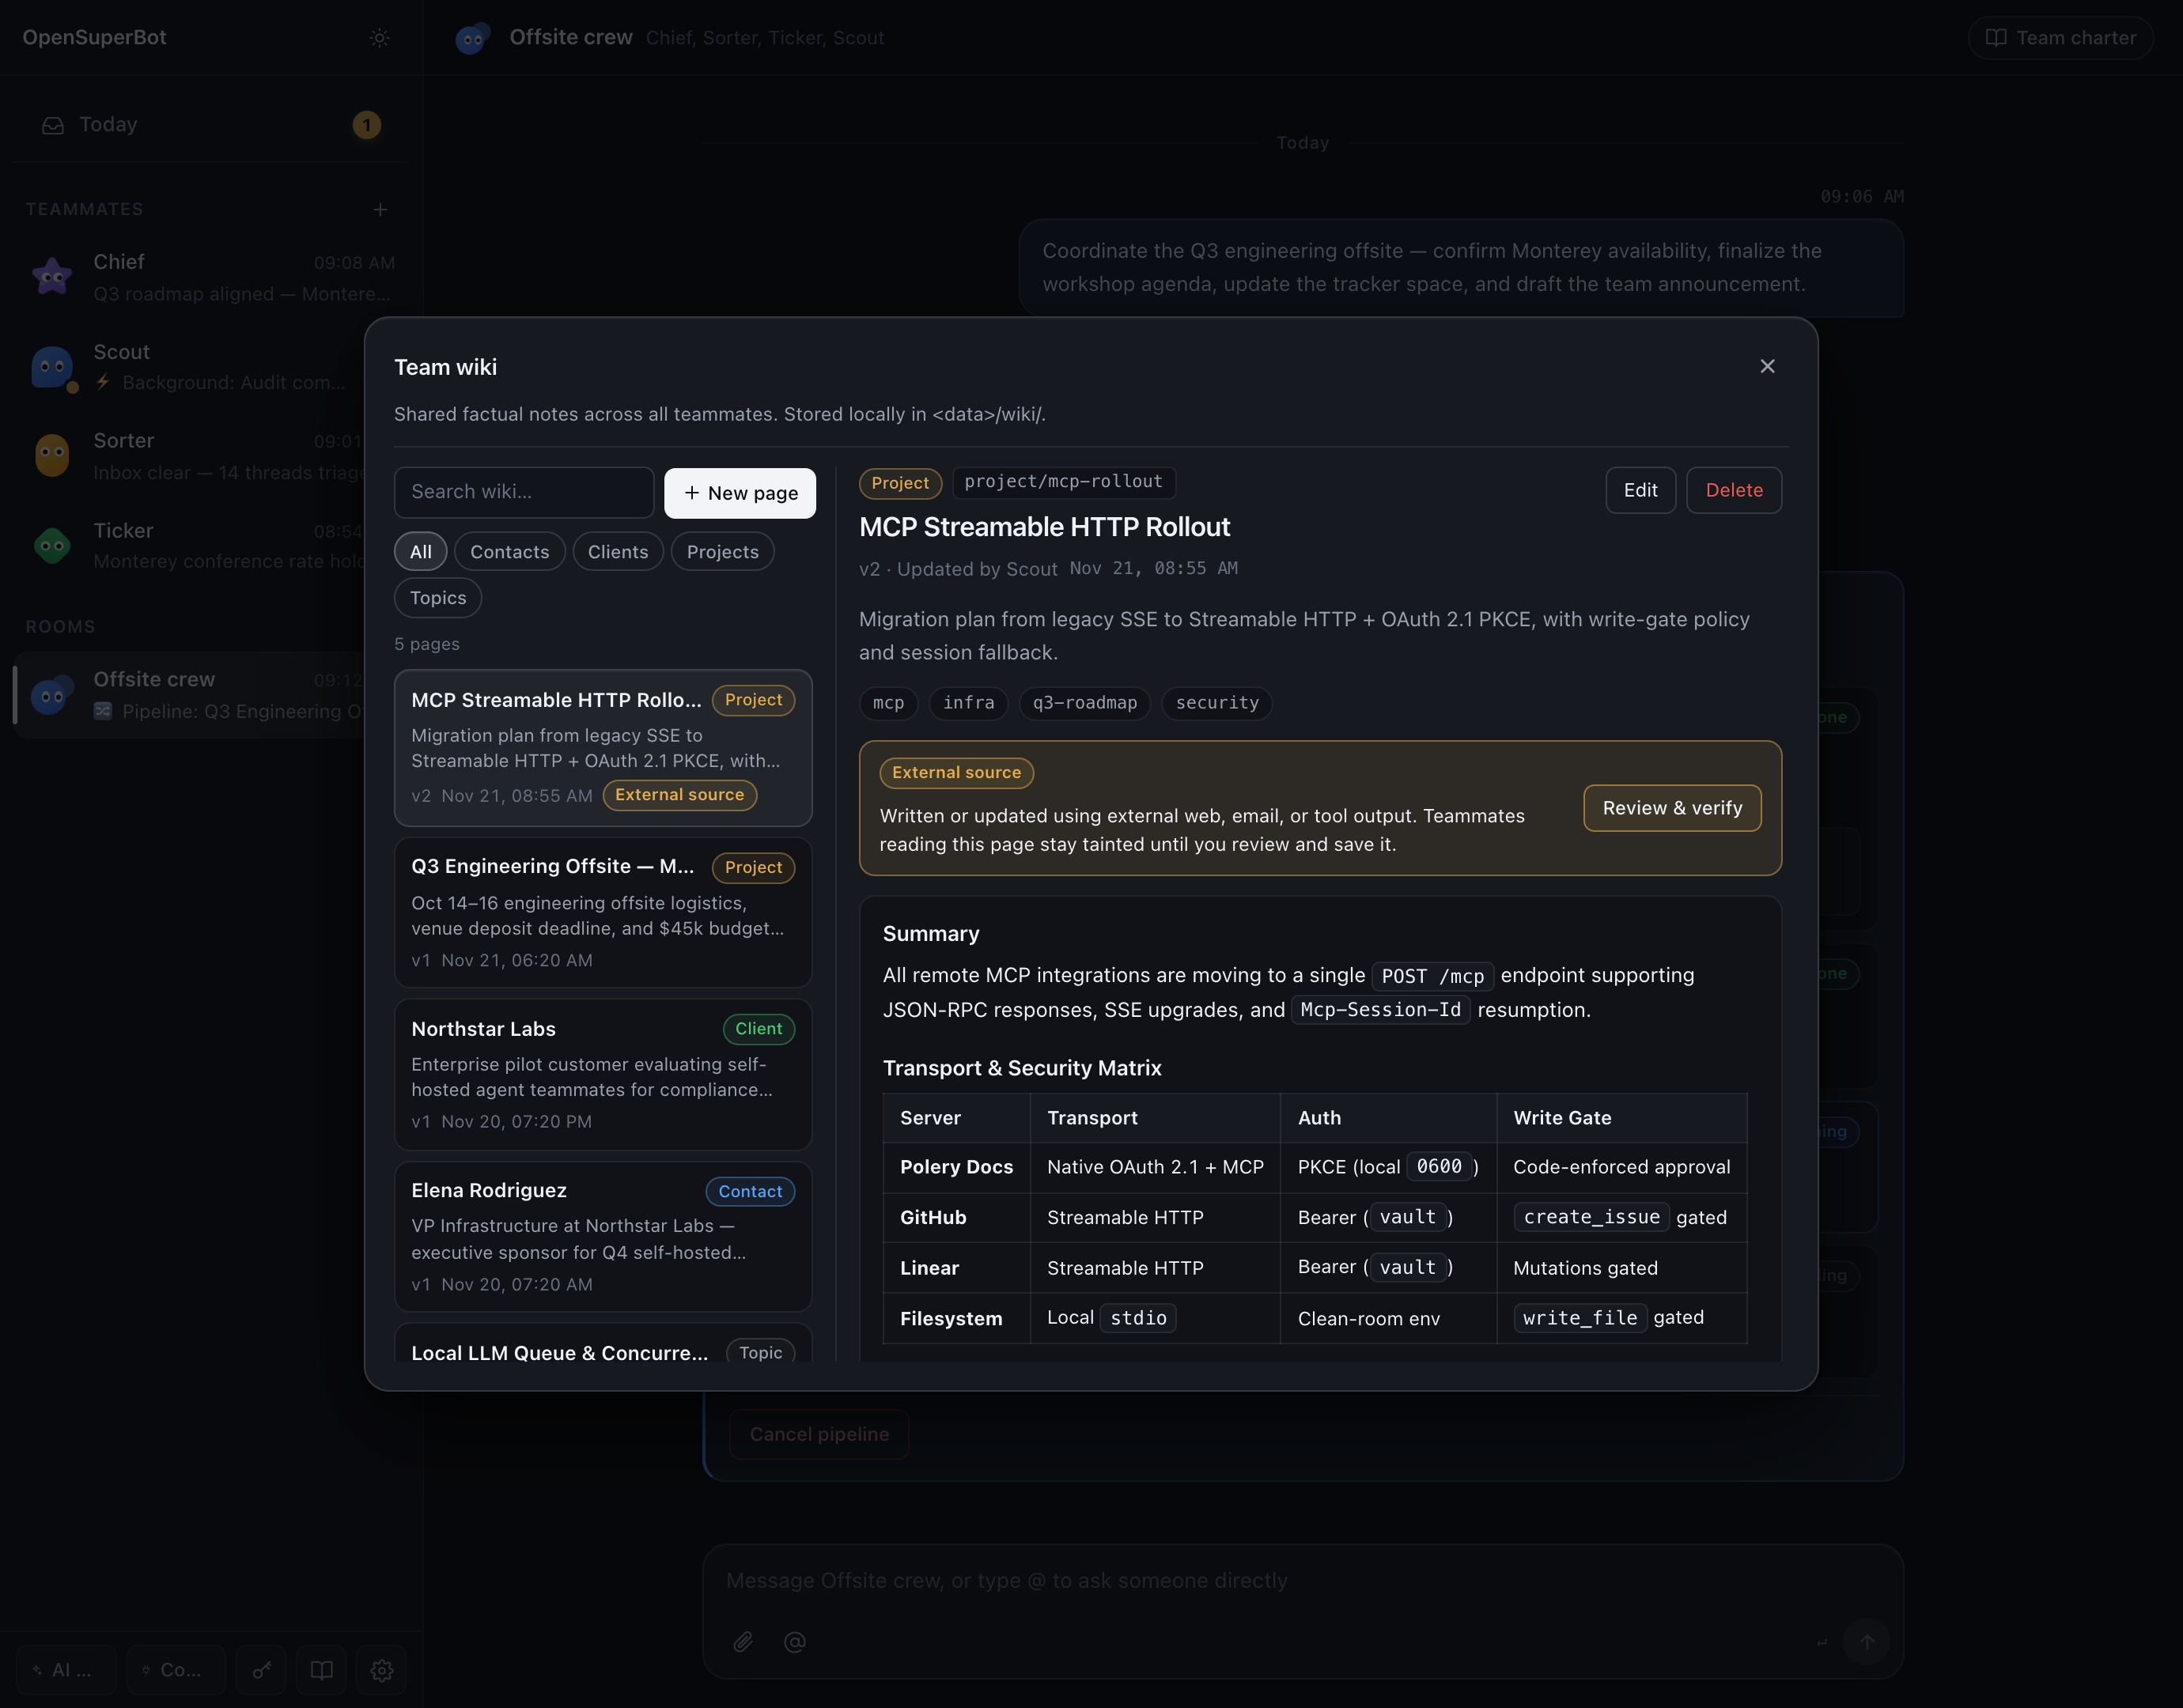 OpenSuperBot
Offsite crew Chief, Sorter, Ticker, Scout
Team charter
Today 1
TEAMMATES
Chief 09:08 AM
Q3 roadmap aligned — Montere...
Scout
Background: Audit com...
Sorter 09:01
Inbox clear — 14 threads triage
Ticker 08:54
Monterey conference rate hold
ROOMS
Offsite crew 09:12
Pipeline: Q3 Engineering O
AI ...
Co...
Today
09:06 AM
Coordinate the Q3 engineering offsite — confirm Monterey availability, finalize the
workshop agenda, update the tracker space, and draft the team announcement.
Team wiki
Shared factual notes across all teammates. Stored locally in <data>/wiki/.
Search wiki...
+ New page
All Contacts Clients Projects
Topics
5 pages
MCP Streamable HTTP Rollo... Project
Migration plan from legacy SSE to
Streamable HTTP + OAuth 2.1 PKCE, with...
v2 Nov 21, 08:55 AM External source
Q3 Engineering Offsite — M... Project
Oct 14–16 engineering offsite logistics,
venue deposit deadline, and $45k budget...
v1 Nov 21, 06:20 AM
Northstar Labs Client
Enterprise pilot customer evaluating self-
hosted agent teammates for compliance...
v1 Nov 20, 07:20 PM
Elena Rodriguez Contact
VP Infrastructure at Northstar Labs —
executive sponsor for Q4 self-hosted...
v1 Nov 20, 07:20 AM
Local LLM Queue & Concurre... Topic
Project project/mcp-rollout
Edit Delete
MCP Streamable HTTP Rollout
v2 · Updated by Scout Nov 21, 08:55 AM
Migration plan from legacy SSE to Streamable HTTP + OAuth 2.1 PKCE, with write-gate policy
and session fallback.
mcp infra q3-roadmap security
External source
Written or updated using external web, email, or tool output. Teammates
reading this page stay tainted until you review and save it.
Review & verify
Summary
All remote MCP integrations are moving to a single POST /mcp endpoint supporting
JSON-RPC responses, SSE upgrades, and Mcp-Session-Id resumption.
Transport & Security Matrix
Server Transport Auth Write Gate
Polery Docs Native OAuth 2.1 + MCP PKCE (local 0600) Code-enforced approval
GitHub Streamable HTTP Bearer (vault) create_issue gated
Linear Streamable HTTP Bearer (vault) Mutations gated
Filesystem Local stdio Clean-room env write_file gated
one
one
ing
ing
Cancel pipeline
Message Offsite crew, or type @ to ask someone directly